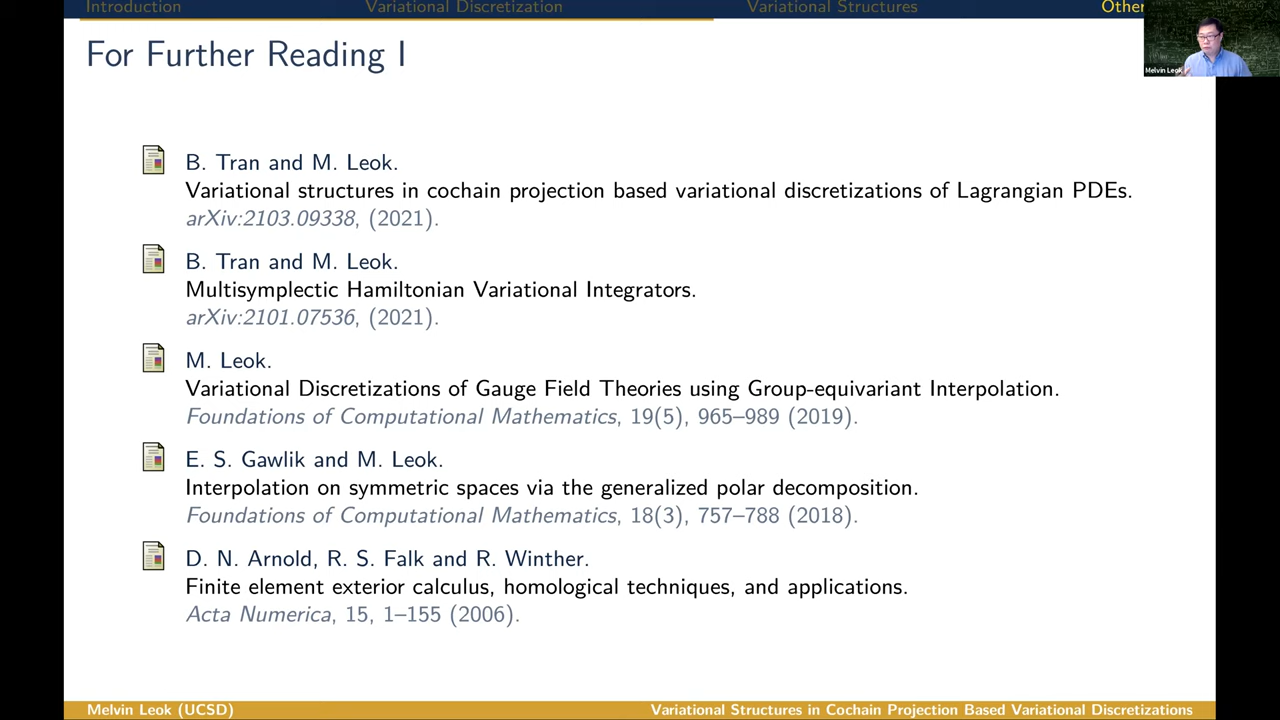 Introduction Variational Discretization Variational Structures Other
For Further Reading I
Melvin Leok
B. Tran and M. Leok.
Variational structures in cochain projection based variational discretizations of Lagrangian PDEs.
arXiv:2103.09338, (2021).
B. Tran and M. Leok.
Multisymplectic Hamiltonian Variational Integrators.
arXiv:2101.07536, (2021).
M. Leok.
Variational Discretizations of Gauge Field Theories using Group-equivariant Interpolation.
Foundations of Computational Mathematics, 19(5), 965–989 (2019).
E. S. Gawlik and M. Leok.
Interpolation on symmetric spaces via the generalized polar decomposition.
Foundations of Computational Mathematics, 18(3), 757–788 (2018).
D. N. Arnold, R. S. Falk and R. Winther.
Finite element exterior calculus, homological techniques, and applications.
Acta Numerica, 15, 1–155 (2006).
Melvin Leok (UCSD) Variational Structures in Cochain Projection Based Variational Discretizations